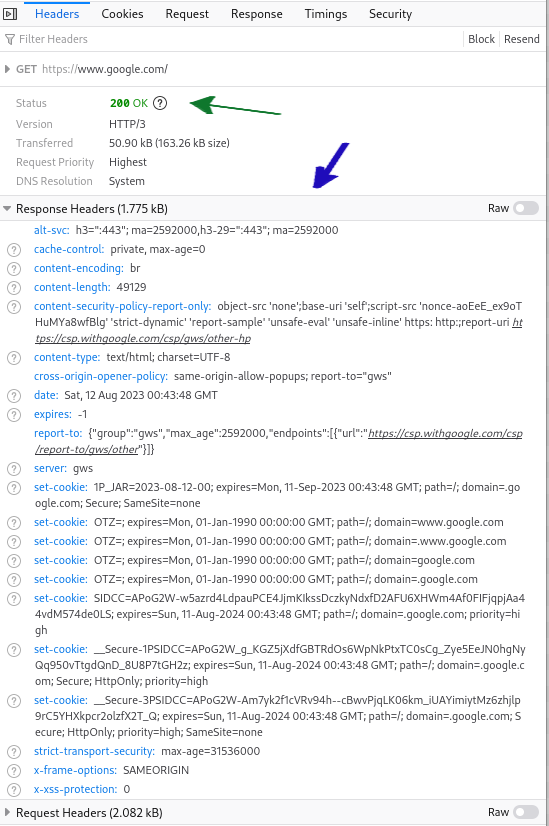 Headers Cookies Request Response Timings Security
Filter Headers Block Resend
GET https://www.google.com/
Status 200 OK ?
Version HTTP/3
Transferred 50.90 kB (163.26 kB size)
Request Priority Highest
DNS Resolution System
Response Headers (1.775 kB) Raw
alt-svc: h3=":443"; ma=2592000,h3-29=":443"; ma=2592000
? cache-control: private, max-age=0
? content-encoding: br
? content-length: 49129
? content-security-policy-report-only: object-src 'none';base-uri 'self';script-src 'nonce-aoEeE_ex9oT
HuMYa8wfBlg' 'strict-dynamic' 'report-sample' 'unsafe-eval' 'unsafe-inline' https: http:;report-uri ht
tps://csp.withgoogle.com/csp/gws/other-hp
? content-type: text/html; charset=UTF-8
cross-origin-opener-policy: same-origin-allow-popups; report-to="gws"
? date: Sat, 12 Aug 2023 00:43:48 GMT
? expires: -1
report-to: {"group":"gws","max_age":2592000,"endpoints":[{"url":"https://csp.withgoogle.com/csp
/report-to/gws/other"}]}
? server: gws
? set-cookie: 1P_JAR=2023-08-12-00; expires=Mon, 11-Sep-2023 00:43:48 GMT; path=/; domain=.go
ogle.com; Secure; SameSite=none
? set-cookie: OTZ=; expires=Mon, 01-Jan-1990 00:00:00 GMT; path=/; domain=www.google.com
? set-cookie: OTZ=; expires=Mon, 01-Jan-1990 00:00:00 GMT; path=/; domain=.www.google.com
? set-cookie: OTZ=; expires=Mon, 01-Jan-1990 00:00:00 GMT; path=/; domain=google.com
? set-cookie: OTZ=; expires=Mon, 01-Jan-1990 00:00:00 GMT; path=/; domain=.google.com
? set-cookie: SIDCC=APoG2W-w5azrd4LdpauPCE4JjmKIkssDczkyNdxfD2AFU6XHWm4Af0FIFjqpjAa4
4vdM574de0LS; expires=Sun, 11-Aug-2024 00:43:48 GMT; path=/; domain=.google.com; priority=hi
gh
? set-cookie: __Secure-1PSIDCC=APoG2W_g_KGZ5jXdfGBTRdOs6WpNkPtxTC0sCg_Zye5EeJN0hgNy
Qq950vTtgdQnD_8U8P7tGH2z; expires=Sun, 11-Aug-2024 00:43:48 GMT; path=/; domain=.google.c
om; Secure; HttpOnly; priority=high
? set-cookie: __Secure-3PSIDCC=APoG2W-Am7yk2f1cVRv94h--cBwvPjqLK06km_iUAYimiytMz6zhjlp
9rC5YHXkpcr2olzfX2T_Q; expires=Sun, 11-Aug-2024 00:43:48 GMT; path=/; domain=.google.com; S
ecure; HttpOnly; priority=high; SameSite=none
? strict-transport-security: max-age=31536000
? x-frame-options: SAMEORIGIN
? x-xss-protection: 0
Request Headers (2.082 kB) Raw